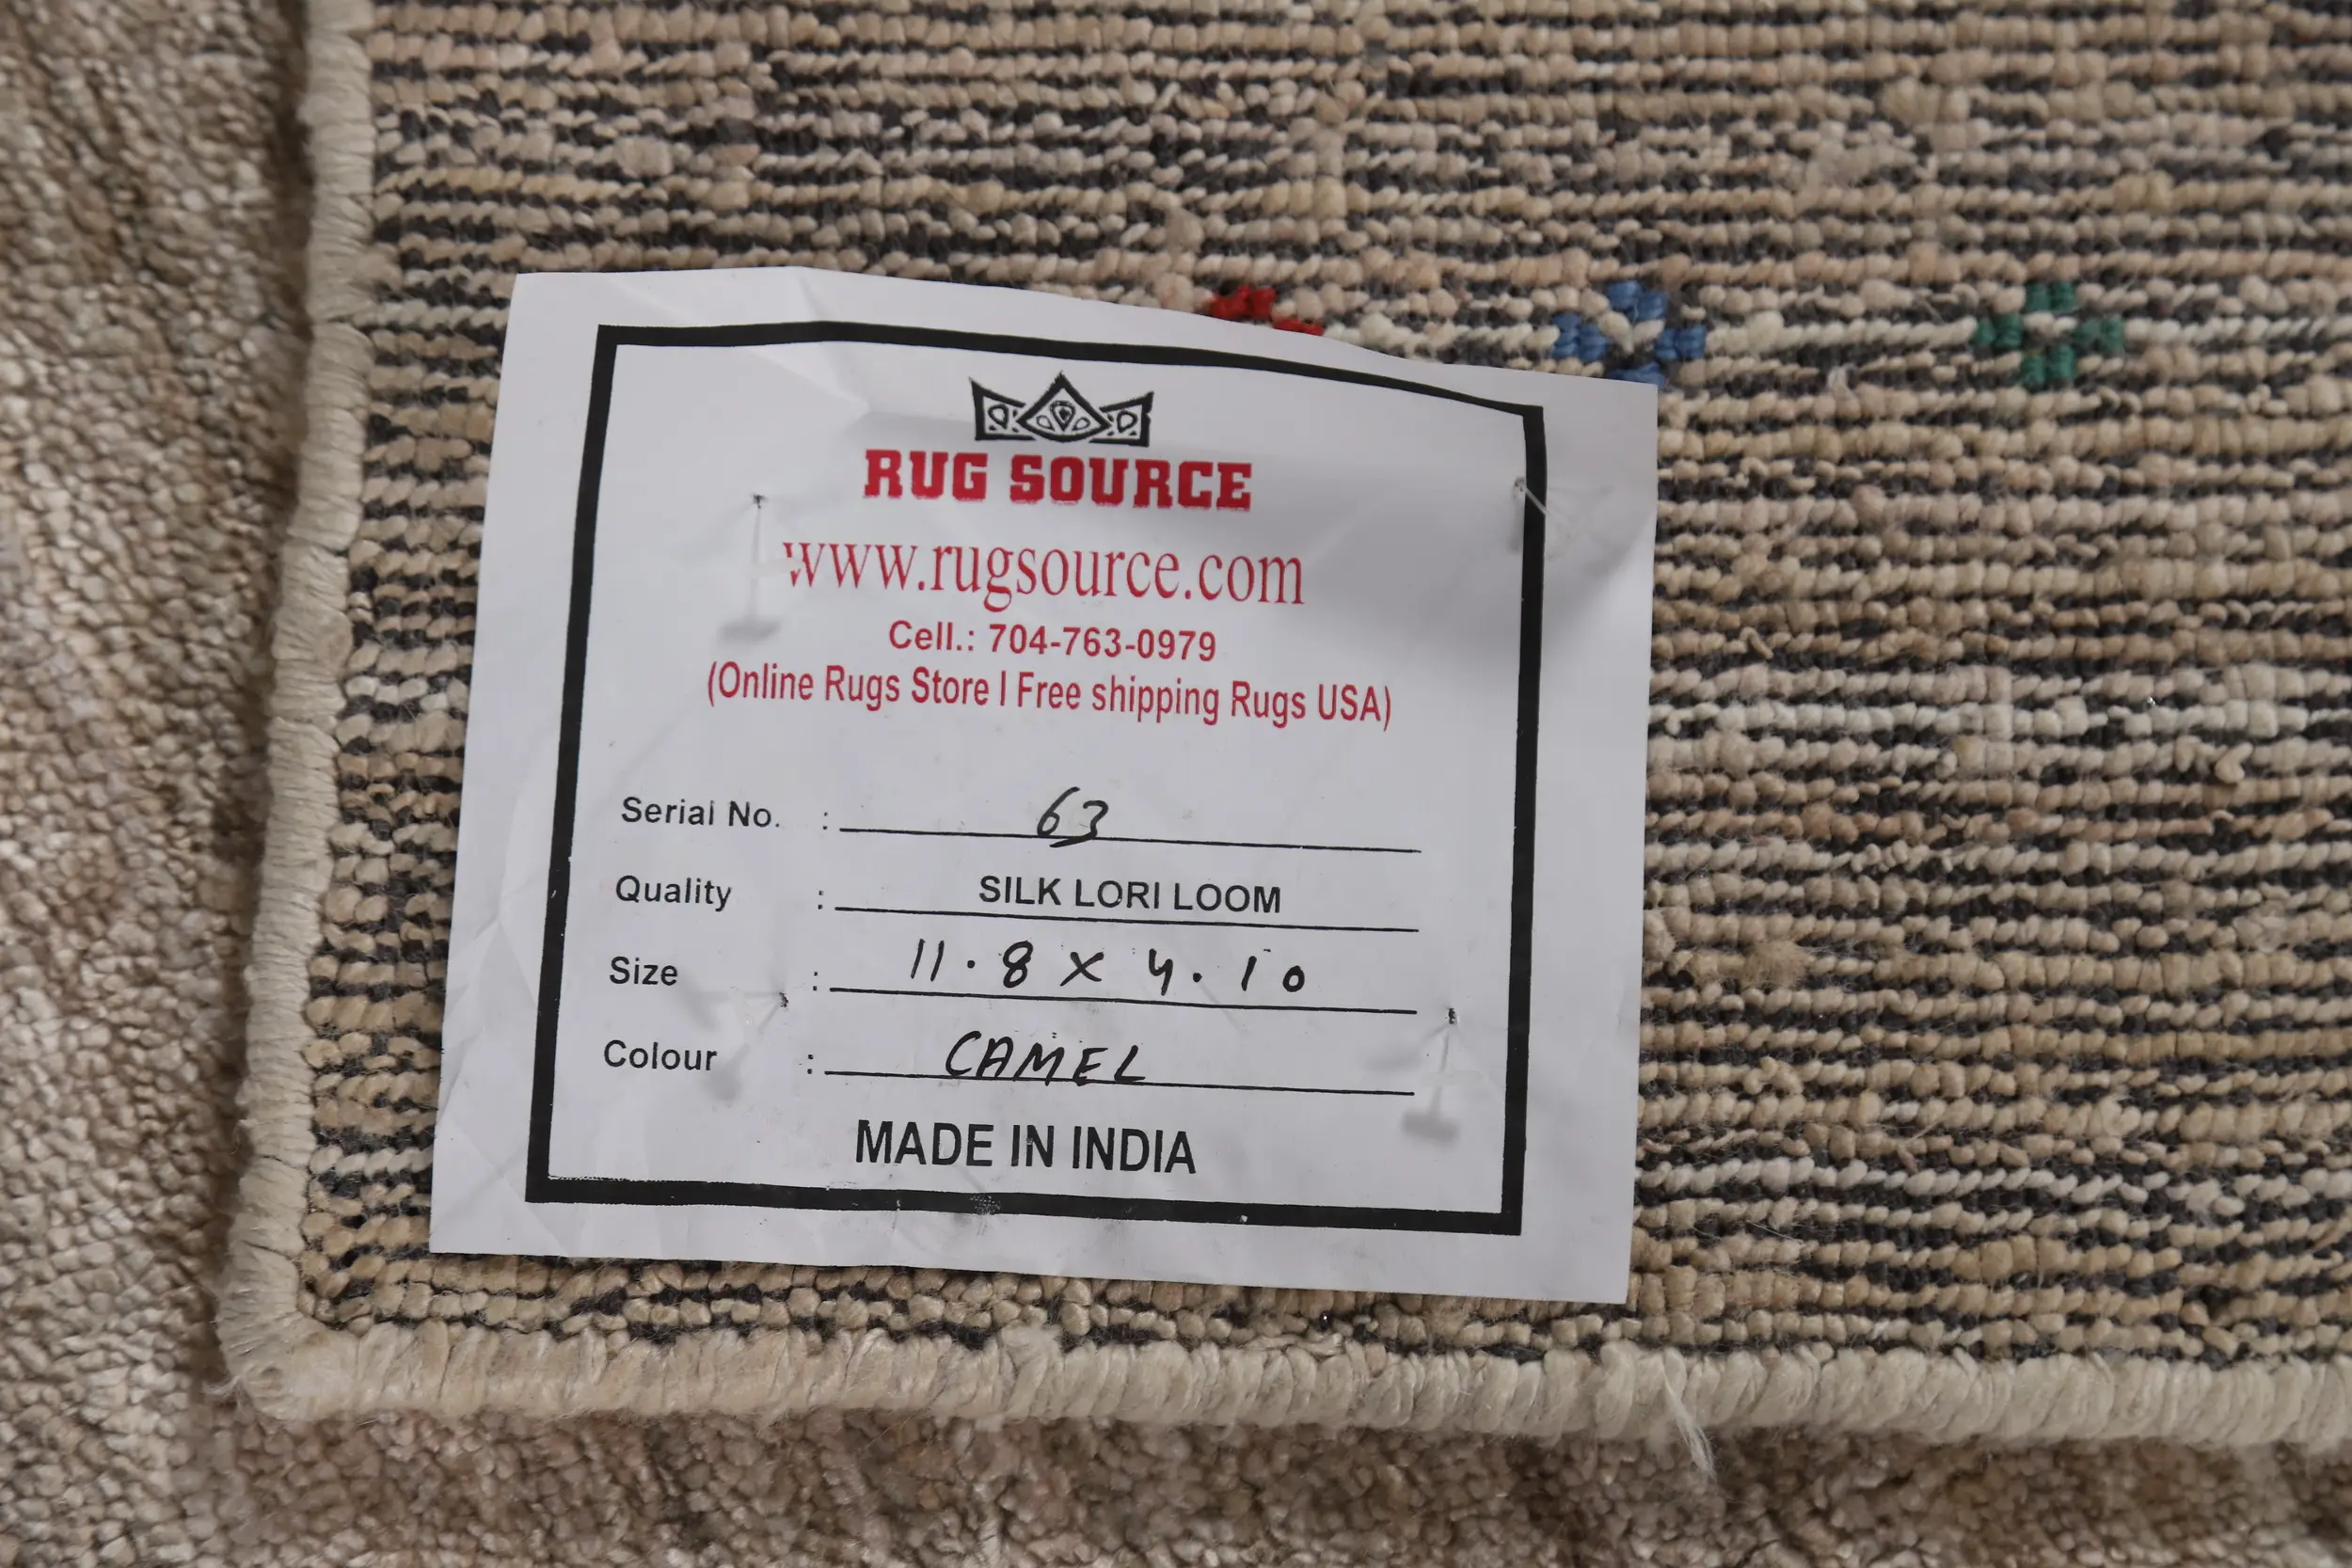 RUG SOURCE
www.rugsource.com
Cell.: 704-763-0979
(Online Rugs Store | Free shipping Rugs USA)
Serial No. : 63
Quality : SILK LORI LOOM
Size : 11.8 X 4.10
Colour : CAMEL
MADE IN INDIA